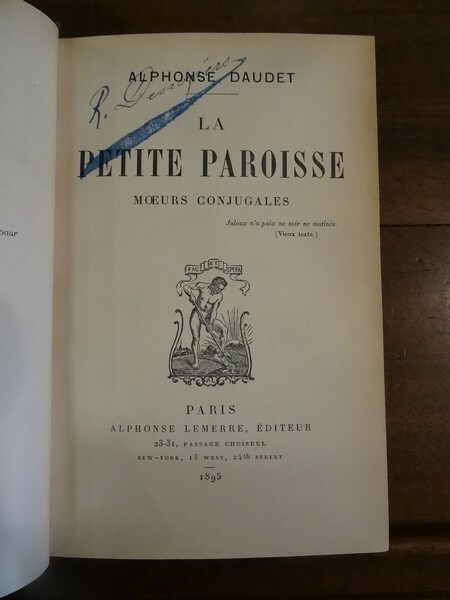 pour
ALPHONSE DAUDET
LA
PETITE PAROISSE
MŒURS CONJUGALES
Jaloux n'a paix ne soir ne matinée.
(Vieux texte.)
FAC ET SPERA
PARIS
ALPHONSE LEMERRE, ÉDITEUR
23-31, PASSAGE CHOISEUL
NEW-YORK, 13 WEST, 24th STREET
1895